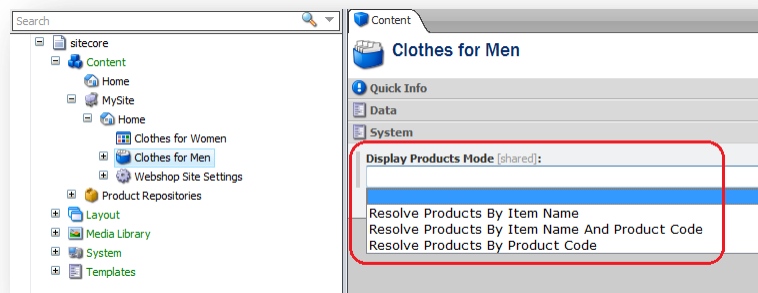 Search
sitecore
Content
Home
MySite
Home
Clothes for Women
Clothes for Men
Webshop Site Settings
Product Repositories
Layout
Media Library
System
Templates
Content
Clothes for Men
Quick Info
Data
System
Display Products Mode [shared]:
Resolve Products By Item Name
Resolve Products By Item Name And Product Code
Resolve Products By Product Code